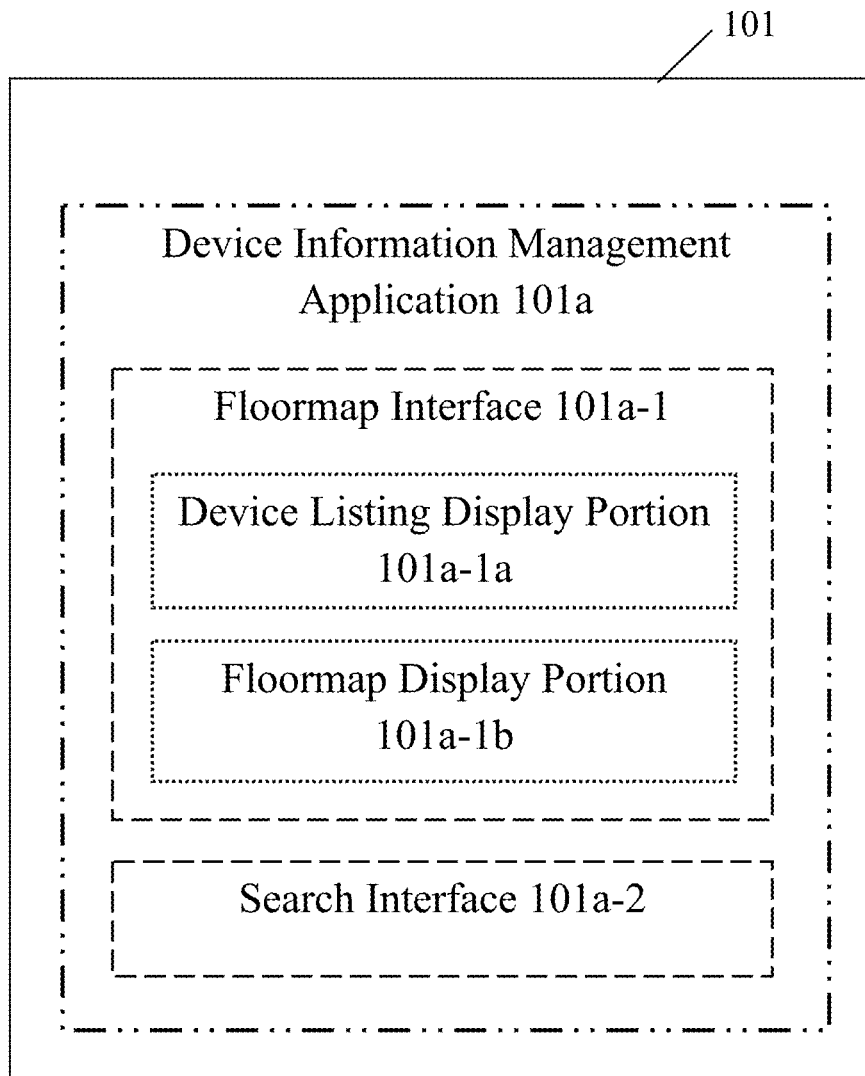 101
Device Information Management
Application 101a
Floormap Interface 101a-1
Device Listing Display Portion
101a-1a
Floormap Display Portion
101a-1b
Search Interface 101a-2